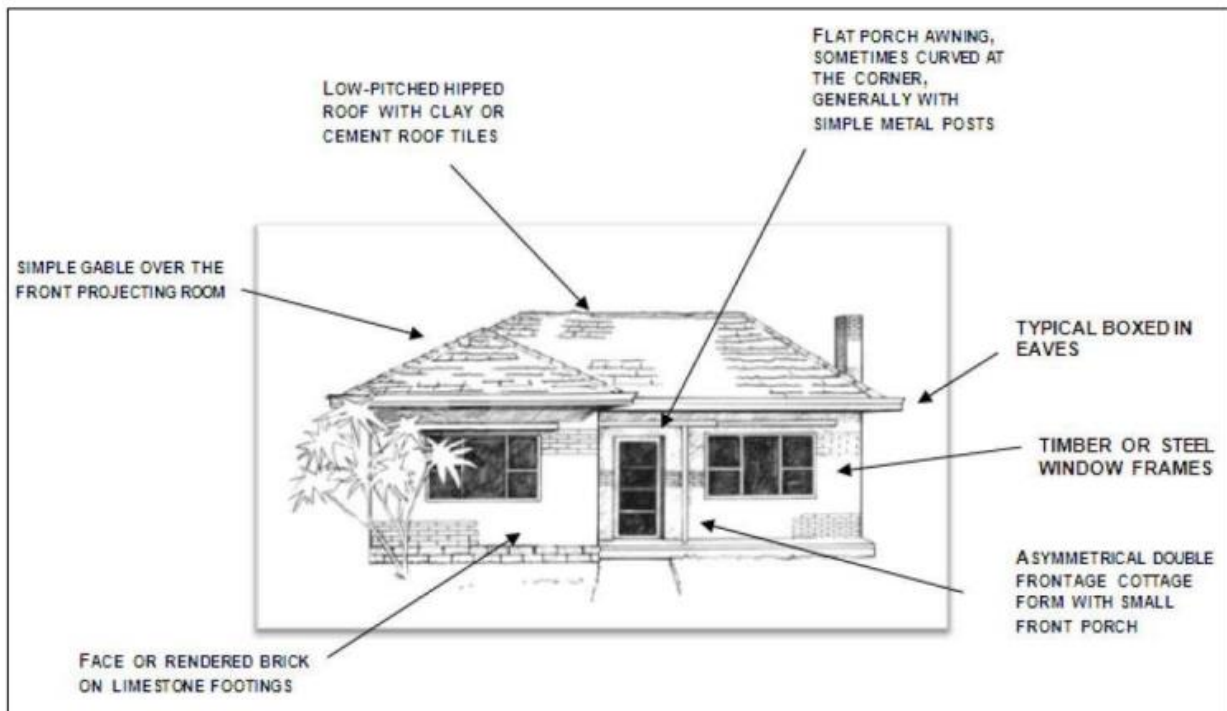 FLAT PORCH AWNING,
SOMETIMES CURVED AT
THE CORNER,
GENERALLY WITH
SIMPLE METAL POSTS
LOW-PITCHED HIPPED
ROOF WITH CLAY OR
CEMENT ROOF TILES
SIMPLE GABLE OVER THE
FRONT PROJECTING ROOM
TYPICAL BOXED IN
EAVES
TIMBER OR STEEL
WINDOW FRAMES
ASYMMETRICAL DOUBLE
FRONTAGE COTTAGE
FORM WITH SMALL
FRONT PORCH
FACE OR RENDERED BRICK
ON LIMESTONE FOOTINGS